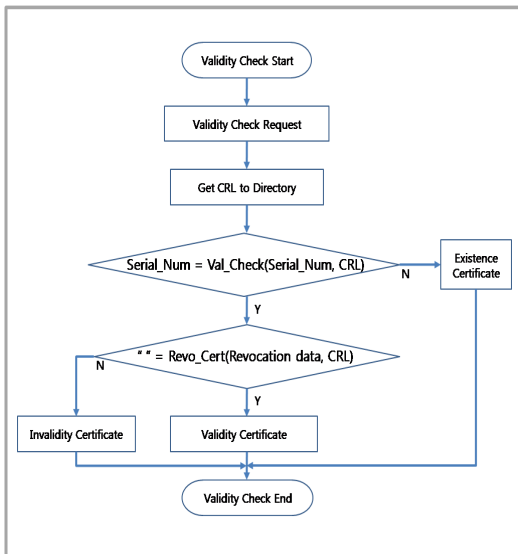 Validity Check Start
Validity Check Request
Get CRL to Directory
Serial_Num = Val_Check(Serial_Num, CRL)
N
Existence
Certificate
Y
“ “ = Revo_Cert(Revocation data, CRL)
N
Y
Invalidity Certificate
Validity Certificate
Validity Check End